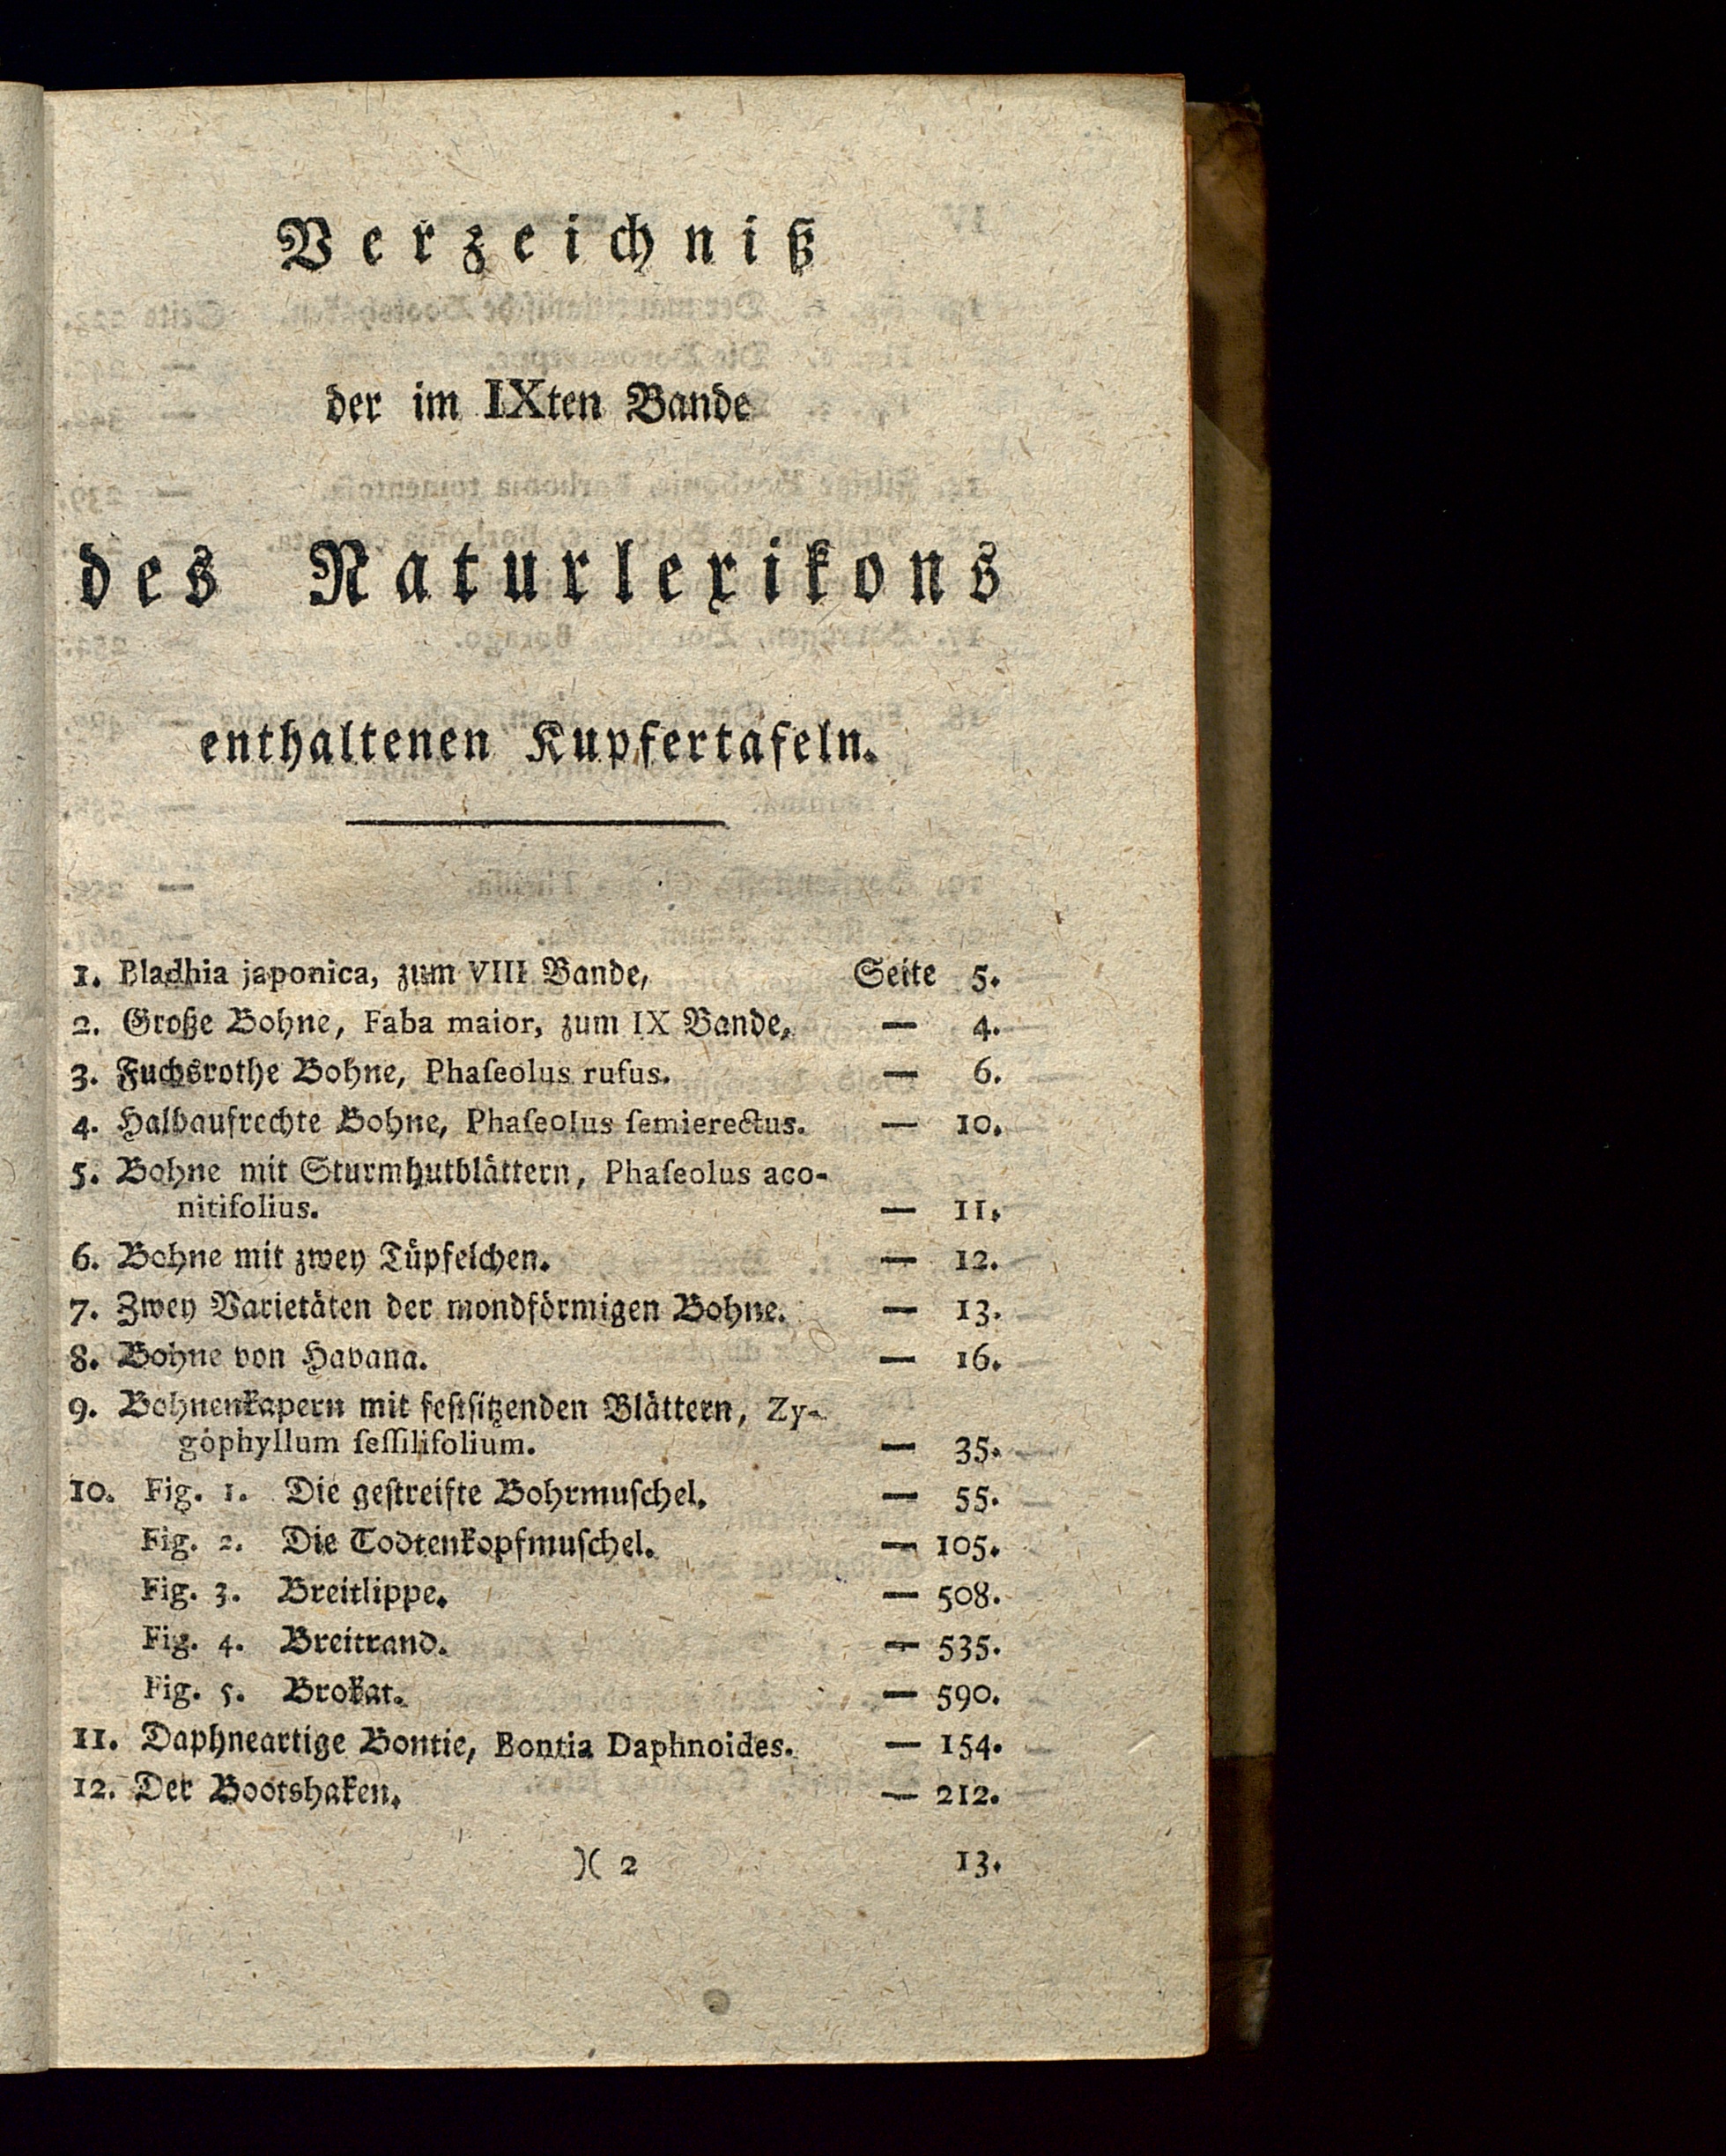 Verzeichniß
der im IXten Bande
des Naturlexikons
enthaltenen Kupfertafeln.
1. Bladhia japonica, zum VIII Bande, Seite 5.
2. Große Bohne, Faba maior, zum IX Bande, — 4.
3. Fuchsrothe Bohne, Phaſeolus rufus. — 6.
4. Halbaufrechte Bohne, Phaſeolus ſemierectus. — 10.
5. Bohne mit Sturmhutblättern, Phaſeolus aco-
nitifolius. — 11.
6. Bohne mit zwey Tüpfelchen. — 12.
7. Zwey Varietäten der mondförmigen Bohne. — 13.
8. Bohne von Havana. — 16.
9. Bohnenkapern mit feſtſitzenden Blättern, Zy-
gophyllum ſeſſilifolium. — 35.
10. Fig. 1. Die geſtreifte Bohrmuſchel. — 55.
Fig. 2. Die Todtenkopfmuſchel. — 105.
Fig. 3. Breitlippe. — 508.
Fig. 4. Breitrand. — 535.
Fig. 5. Brokat. — 590.
11. Daphneartige Bontie, Bontia Daphnoides. — 154.
12. Der Bootshaken. — 212.
)( 2 13.